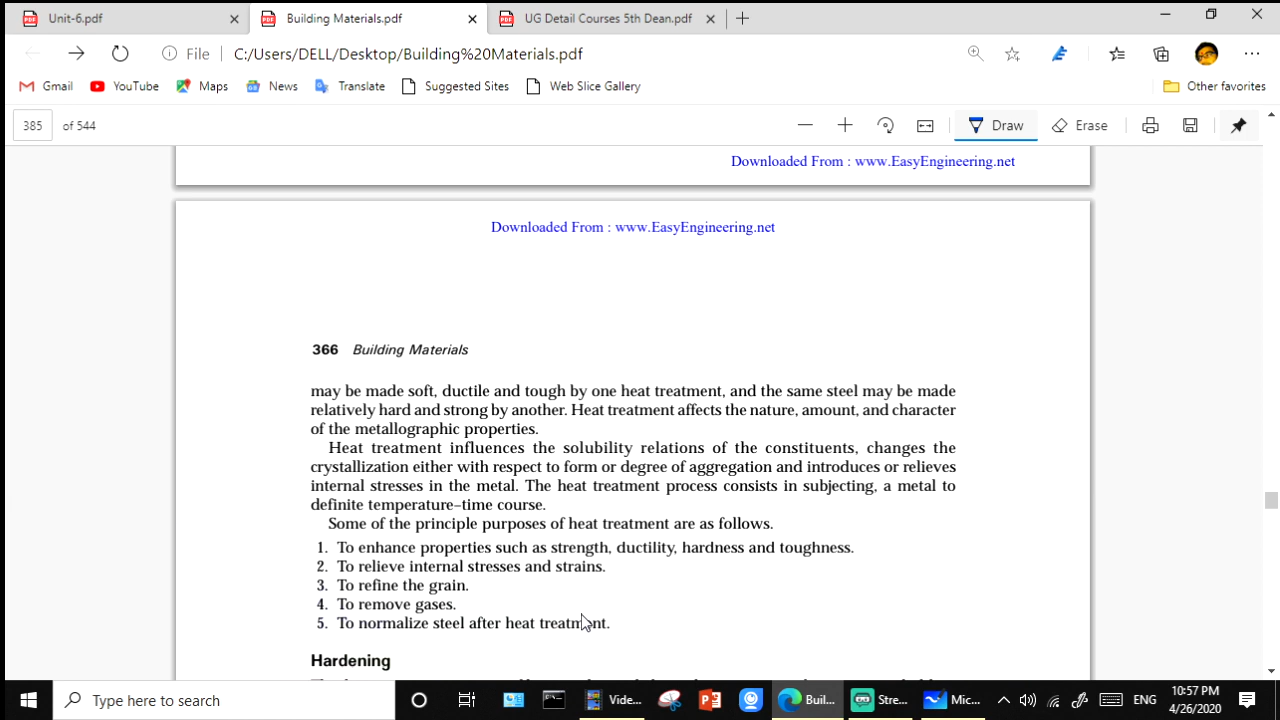 Unit-6.pdf
Building Materials.pdf
UG Detail Courses 5th Dean.pdf
File
C:/Users/DELL/Desktop/Building%20Materials.pdf
Gmail
YouTube
Maps
News
Translate
Suggested Sites
Web Slice Gallery
Other favorites
385 of 544
Draw
Erase
Downloaded From : www.EasyEngineering.net
Downloaded From : www.EasyEngineering.net
366 Building Materials
may be made soft, ductile and tough by one heat treatment, and the same steel may be made
relatively hard and strong by another. Heat treatment affects the nature, amount, and character
of the metallographic properties.
Heat treatment influences the solubility relations of the constituents, changes the
crystallization either with respect to form or degree of aggregation and introduces or relieves
internal stresses in the metal. The heat treatment process consists in subjecting, a metal to
definite temperature–time course.
Some of the principle purposes of heat treatment are as follows.
1. To enhance properties such as strength, ductility, hardness and toughness.
2. To relieve internal stresses and strains.
3. To refine the grain.
4. To remove gases.
5. To normalize steel after heat treatment.
Hardening
Type here to search
Vide...
Buil...
Stre...
Mic...
ENG
10:57 PM
4/26/2020